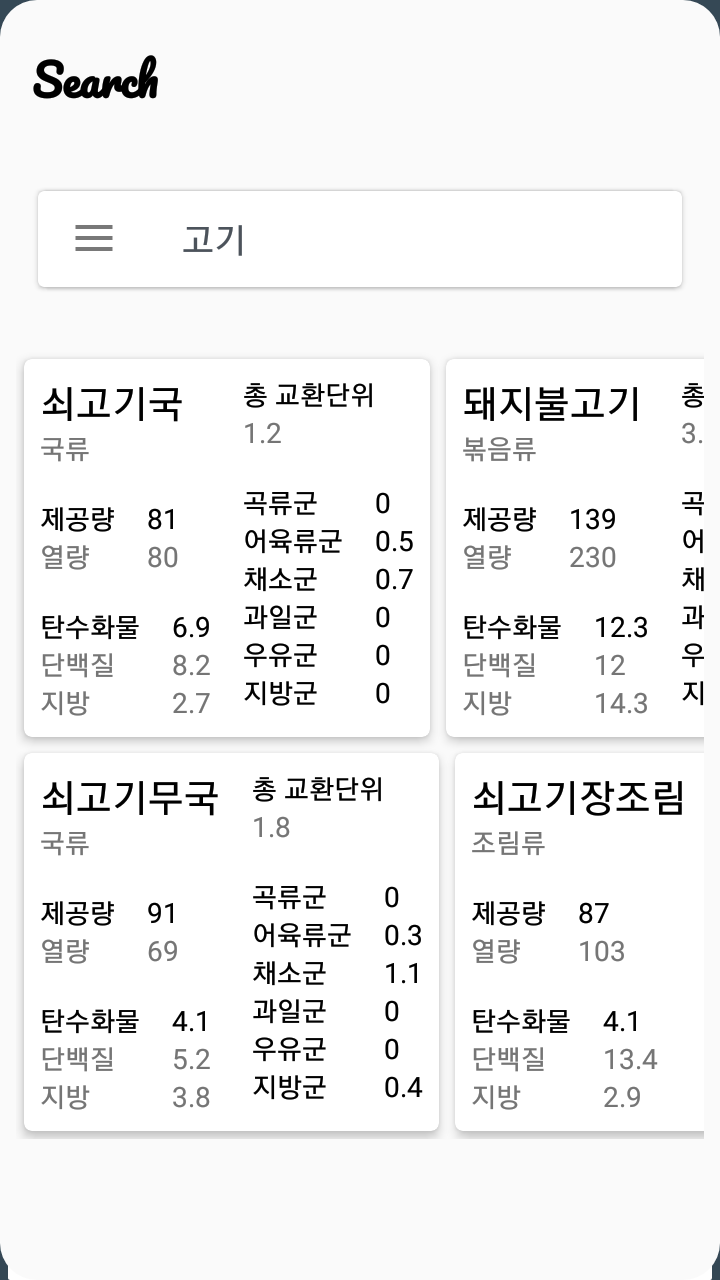 Search
고기
쇠고기국
국류
제공량 81
열량 80
탄수화물 6.9
단백질 8.2
지방 2.7
총 교환단위
1.2
곡류군 0
어육류군 0.5
채소군 0.7
과일군 0
우유군 0
지방군 0
돼지불고기
볶음류
제공량 139
열량 230
탄수화물 12.3
단백질 12
지방 14.3
총
3.
곡
어
채
과
우
지
쇠고기무국
국류
제공량 91
열량 69
탄수화물 4.1
단백질 5.2
지방 3.8
총 교환단위
1.8
곡류군 0
어육류군 0.3
채소군 1.1
과일군 0
우유군 0
지방군 0.4
쇠고기장조림
조림류
제공량 87
열량 103
탄수화물 4.1
단백질 13.4
지방 2.9